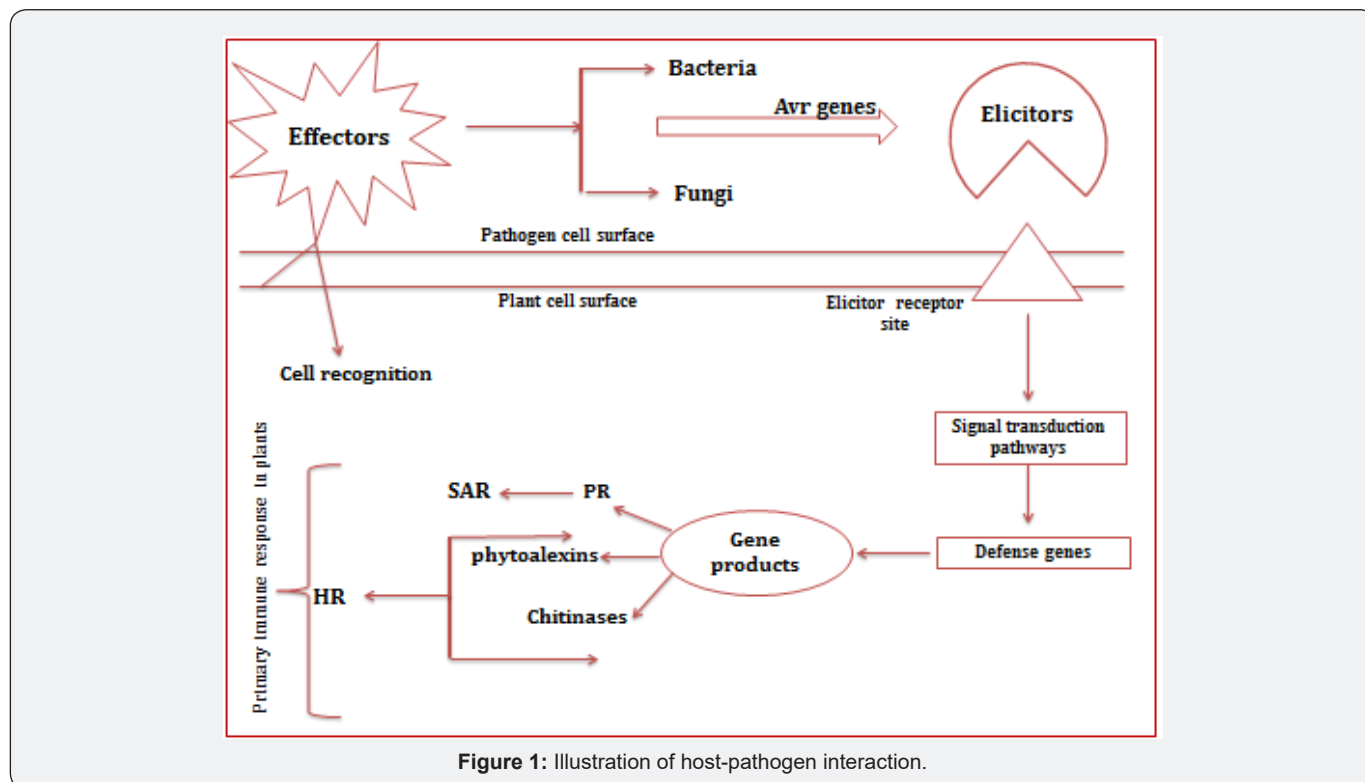 Bacteria
Avr genes
Elicitors
Effectors
Fungi
Pathogen cell surface
Plant cell surface
Elicitor receptor
site
Cell recognition
Signal transduction
pathways
Primary immune response in plants
SAR
PR
Gene
products
Defense genes
phytoalexins
HR
Chitinases
Figure 1: Illustration of host-pathogen interaction.